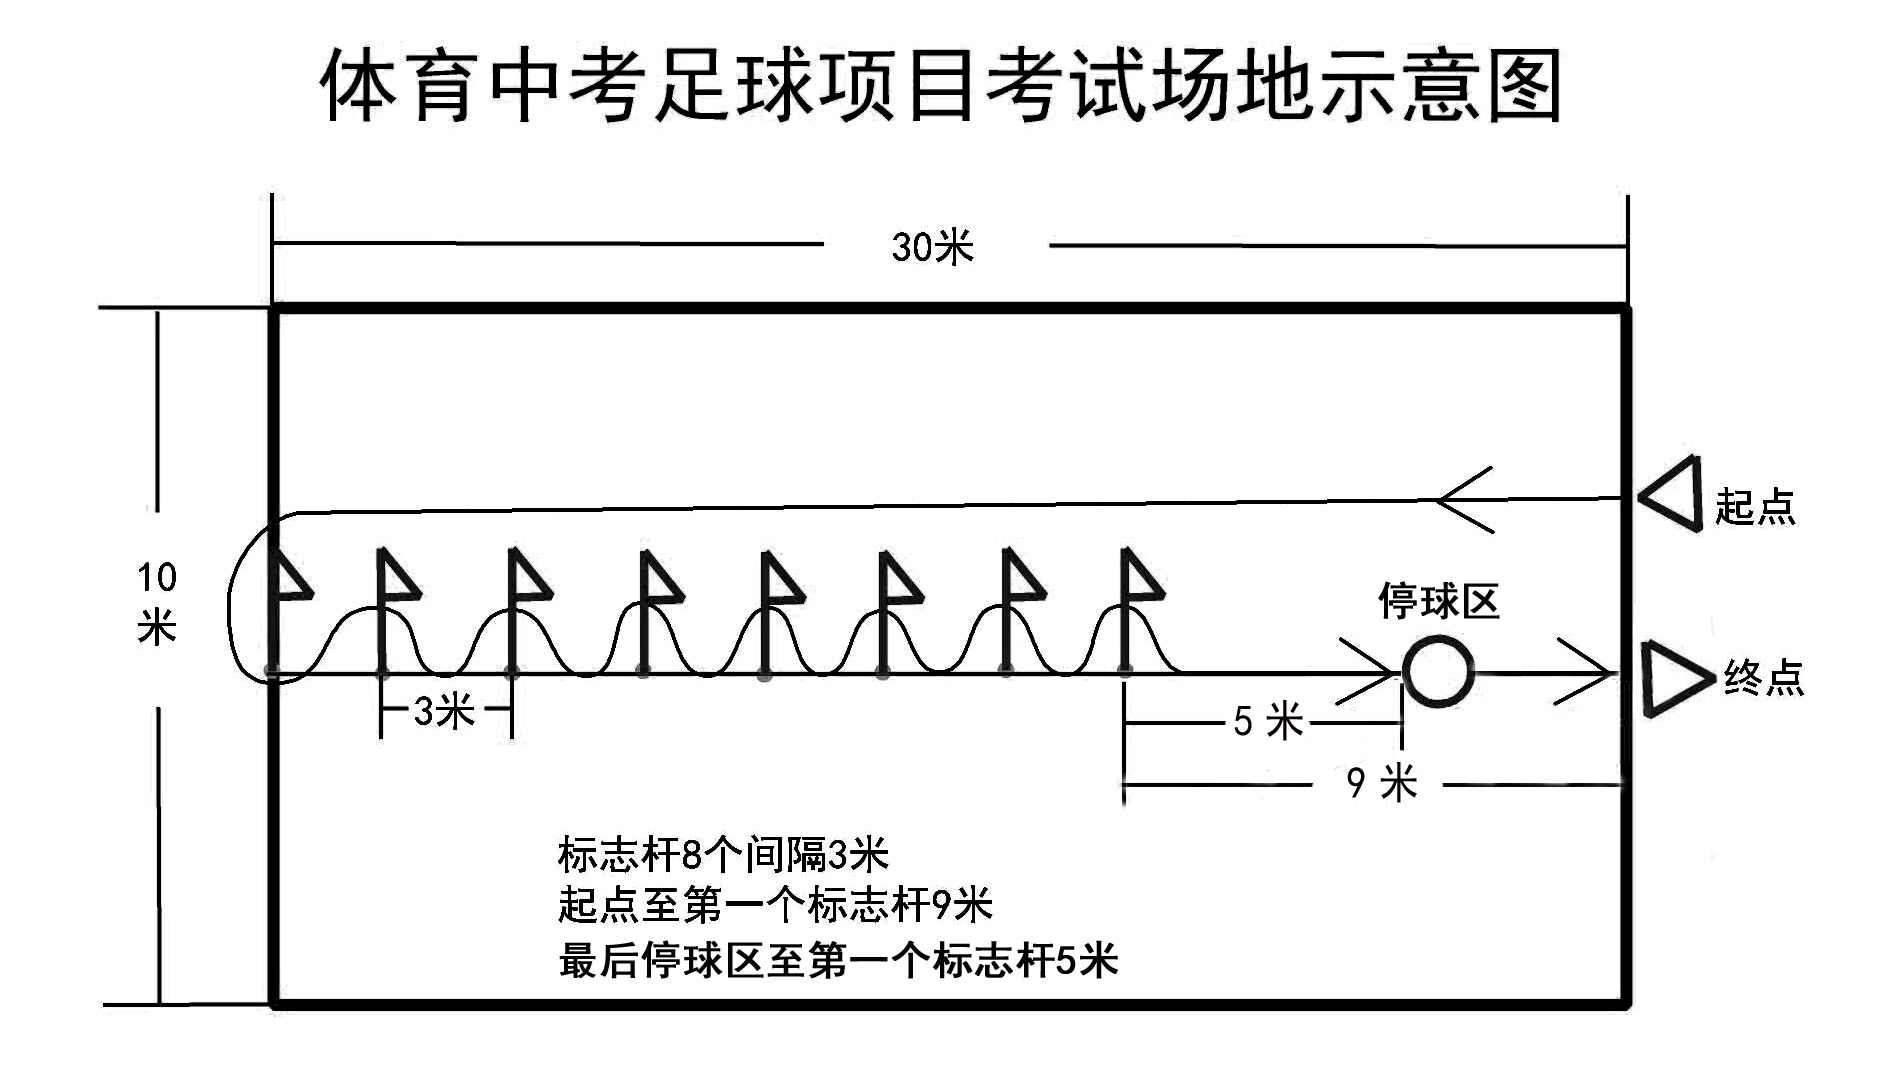 体育中考足球项目考试场地示意图
30米
起点
10
米
停球区
终点
3米
5 米
9 米
标志杆8个间隔3米
起点至第一个标志杆9米
最后停球区至第一个标志杆5米